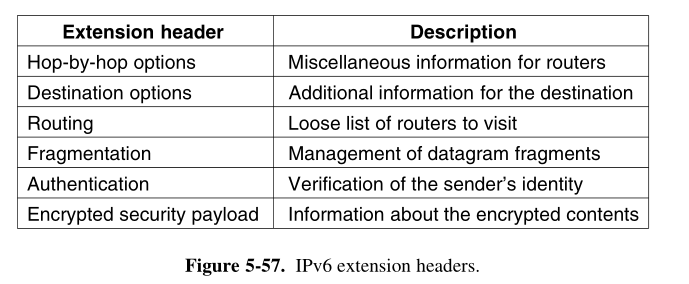 Extension header Description
Hop-by-hop options Miscellaneous information for routers
Destination options Additional information for the destination
Routing Loose list of routers to visit
Fragmentation Management of datagram fragments
Authentication Verification of the sender's identity
Encrypted security payload Information about the encrypted contents
Figure 5-57. IPv6 extension headers.